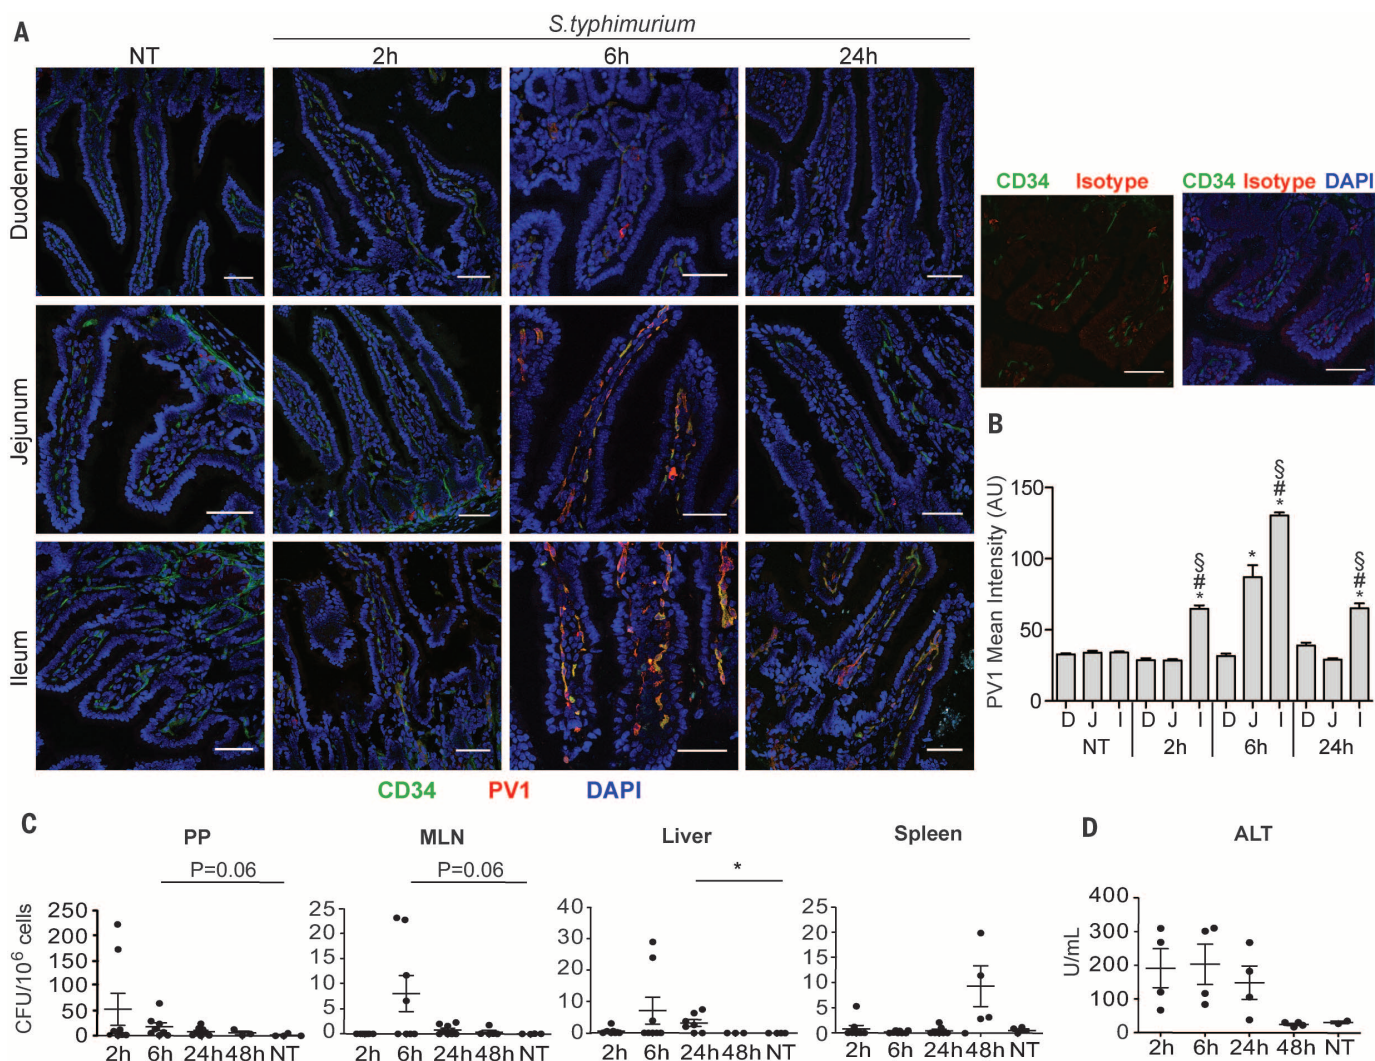 A
S.typhimurium
NT 2h 6h 24h
Duodenum
Jejunum
Ileum
CD34 PV1 DAPI
CD34 Isotype
CD34 Isotype DAPI
B
PV1 Mean Intensity (AU)
150
100
50
0
§ § §
# # #
* * * *
D J I D J I D J I D J I
NT 2h 6h 24h
C
PP
P=0.06
CFU/10⁶ cells
250
200
150
100
50
0
2h 6h 24h 48h NT
MLN
P=0.06
25
20
15
10
5
0
2h 6h 24h 48h NT
Liver
*
40
30
20
10
0
2h 6h 24h 48h NT
Spleen
25
20
15
10
5
0
2h 6h 24h 48h NT
D
ALT
U/mL
400
300
200
100
0
2h 6h 24h 48h NT